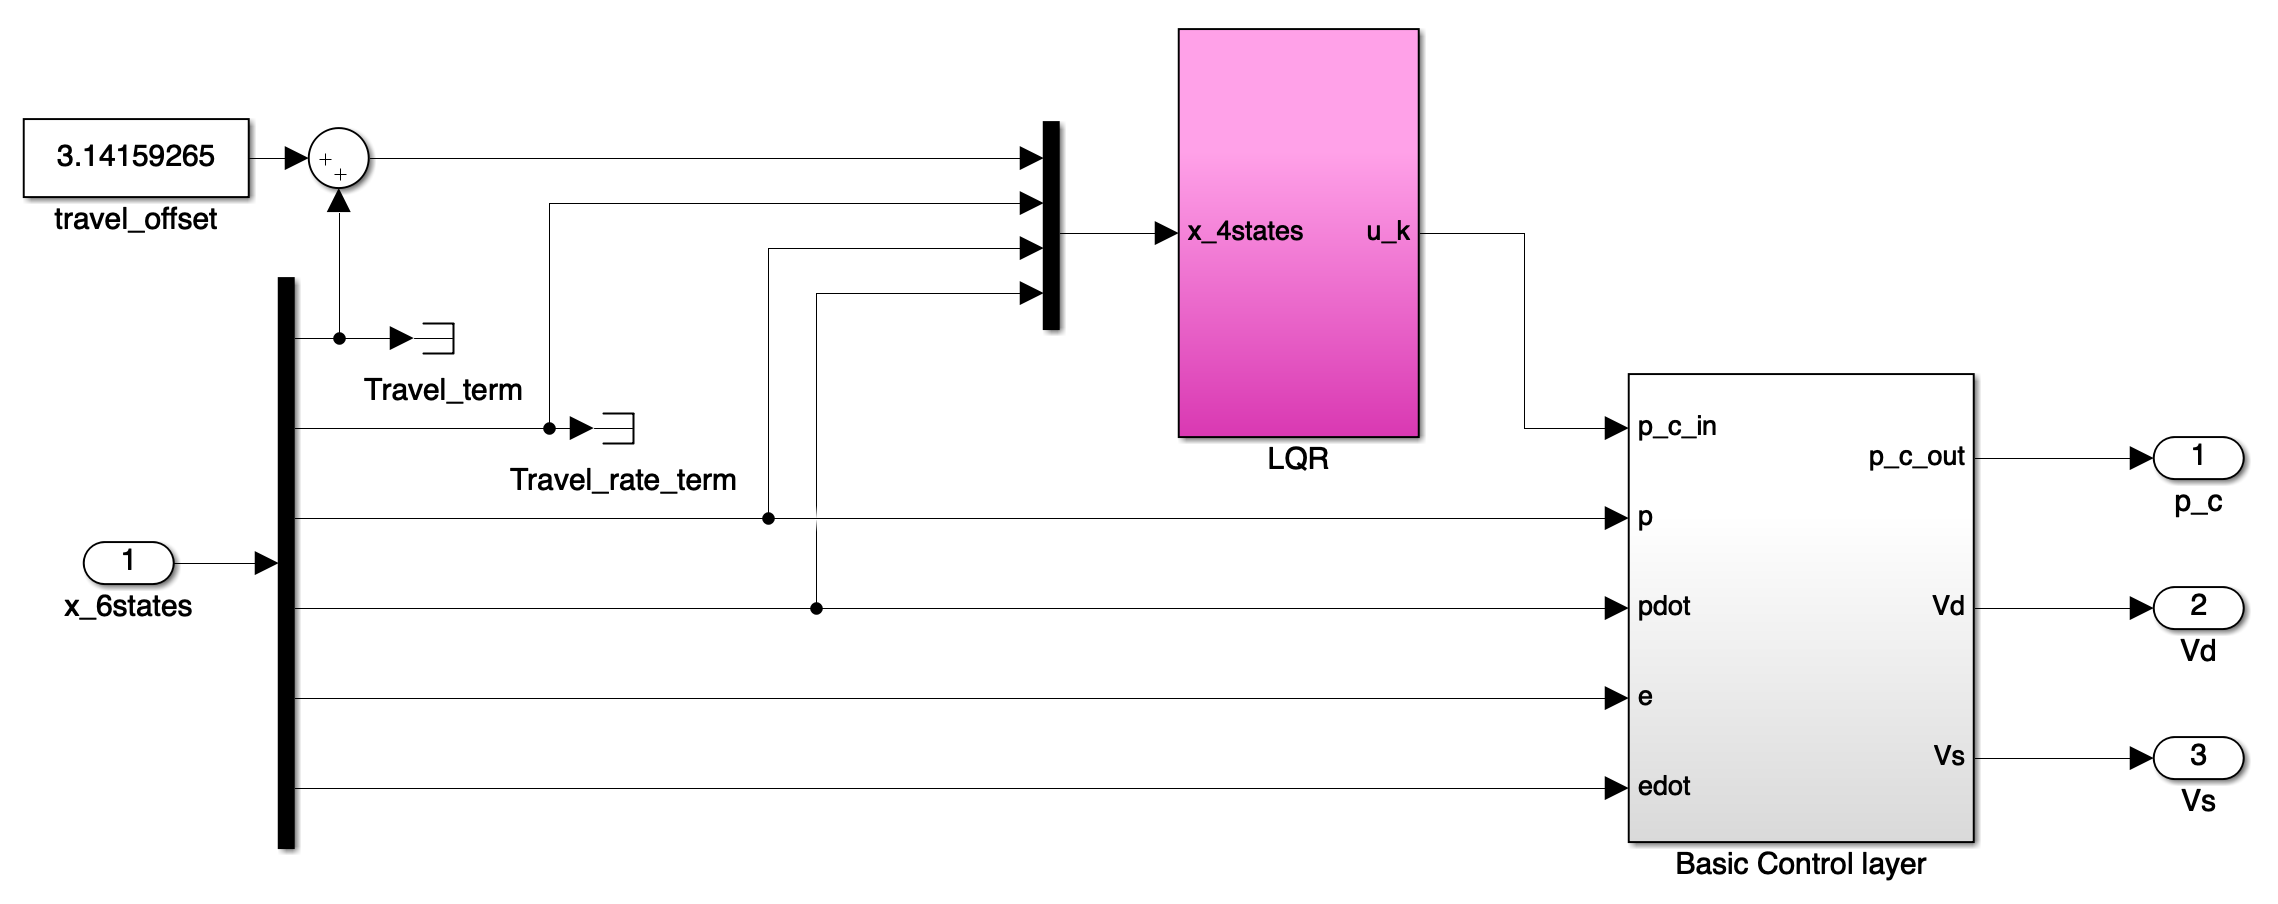 3.14159265
travel_offset
+
+
x_4states
u_k
LQR
Travel_term
Travel_rate_term
1
x_6states
p_c_in
p
pdot
e
edot
p_c_out
Vd
Vs
Basic Control layer
1
p_c
2
Vd
3
Vs